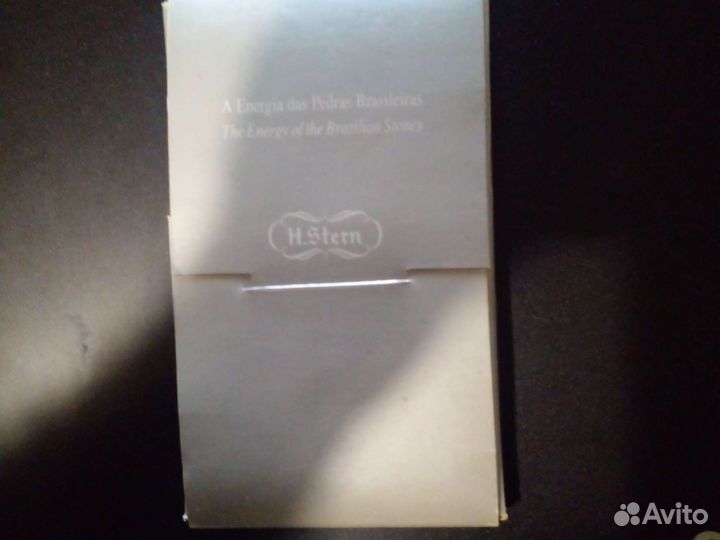 A Energia das Pedras Brasileiras
The Energy of the Brazilian Stones
H.Stern
Avito